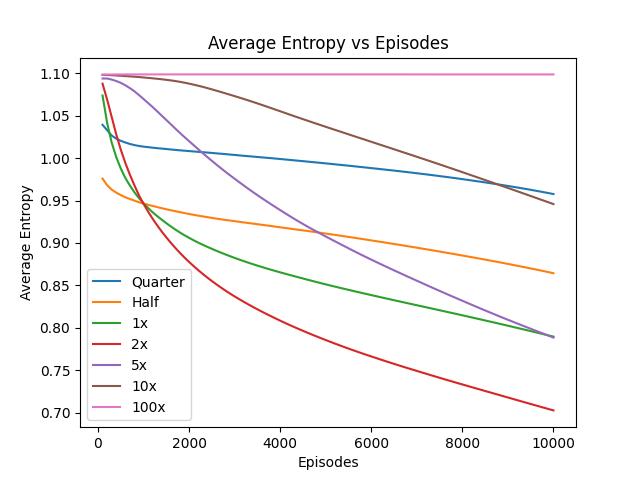 Average Entropy vs Episodes
Average Entropy
1.10
1.05
1.00
0.95
0.90
0.85
0.80
0.75
0.70
Quarter
Half
1x
2x
5x
10x
100x
0 2000 4000 6000 8000 10000
Episodes